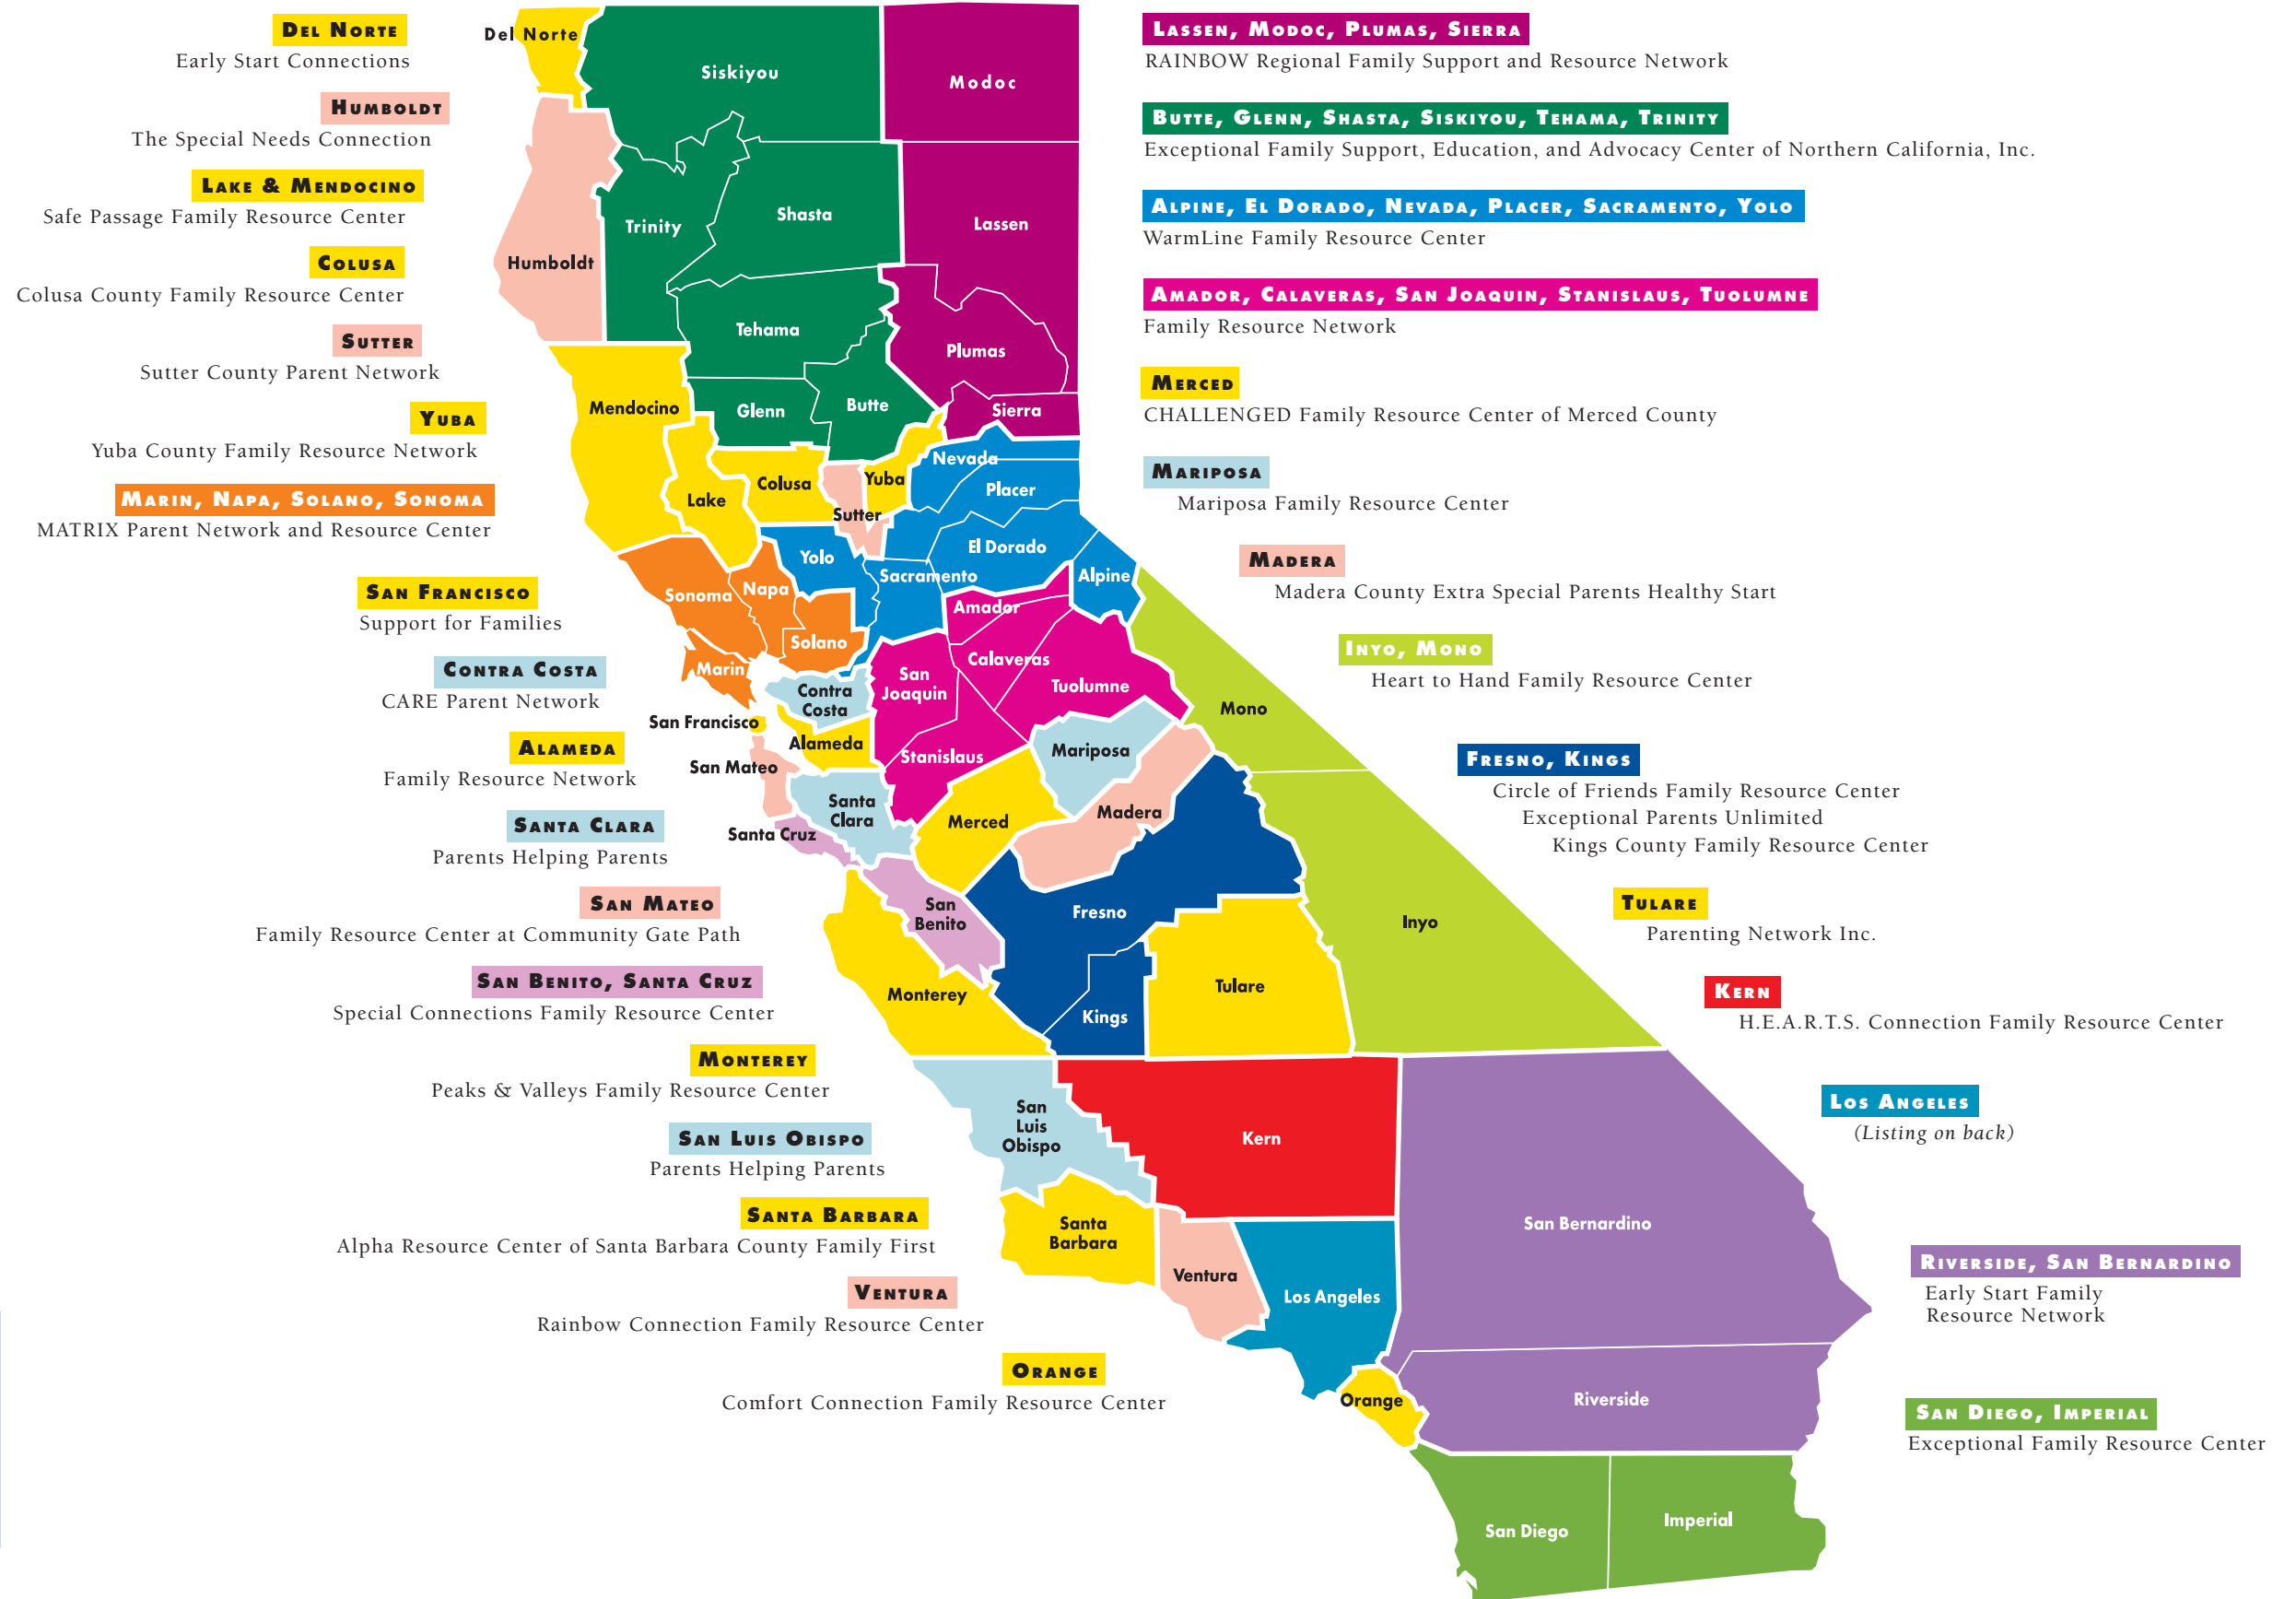 DEL NORTE
Early Start Connections
HUMBOLDT
The Special Needs Connection
LAKE & MENDOCINO
Safe Passage Family Resource Center
COLUSA
Colusa County Family Resource Center
SUTTER
Sutter County Parent Network
YUBA
Yuba County Family Resource Network
MARIN, NAPA, SOLANO, SONOMA
MATRIX Parent Network and Resource Center
SAN FRANCISCO
Support for Families
CONTRA COSTA
CARE Parent Network
ALAMEDA
Family Resource Network
SANTA CLARA
Parents Helping Parents
SAN MATEO
Family Resource Center at Community Gate Path
SAN BENITO, SANTA CRUZ
Special Connections Family Resource Center
MONTEREY
Peaks & Valleys Family Resource Center
SAN LUIS OBISPO
Parents Helping Parents
SANTA BARBARA
Alpha Resource Center of Santa Barbara County Family First
VENTURA
Rainbow Connection Family Resource Center
ORANGE
Comfort Connection Family Resource Center
Del Norte
Siskiyou
Modoc
Shasta
Lassen
Trinity
Humboldt
Tehama
Plumas
Mendocino
Glenn
Butte
Sierra
Nevada
Colusa
Yuba
Placer
Lake
Sutter
El Dorado
Yolo
Sacramento
Alpine
Sonoma
Napa
Amador
Solano
Marin
Calaveras
San
Joaquin
Tuolumne
Contra
Costa
Mono
San Francisco
Alameda
Mariposa
Stanislaus
San Mateo
Santa
Clara
Madera
Merced
Santa Cruz
San
Benito
Fresno
Inyo
Tulare
Monterey
Kings
San
Luis
Obispo
Kern
Santa
Barbara
San Bernardino
Ventura
Los Angeles
Orange
Riverside
San Diego
Imperial
LASSEN, MODOC, PLUMAS, SIERRA
RAINBOW Regional Family Support and Resource Network
BUTTE, GLENN, SHASTA, SISKIYOU, TEHAMA, TRINITY
Exceptional Family Support, Education, and Advocacy Center of Northern California, Inc.
ALPINE, EL DORADO, NEVADA, PLACER, SACRAMENTO, YOLO
WarmLine Family Resource Center
AMADOR, CALAVERAS, SAN JOAQUIN, STANISLAUS, TUOLUMNE
Family Resource Network
MERCED
CHALLENGED Family Resource Center of Merced County
MARIPOSA
Mariposa Family Resource Center
MADERA
Madera County Extra Special Parents Healthy Start
INYO, MONO
Heart to Hand Family Resource Center
FRESNO, KINGS
Circle of Friends Family Resource Center
Exceptional Parents Unlimited
Kings County Family Resource Center
TULARE
Parenting Network Inc.
KERN
H.E.A.R.T.S. Connection Family Resource Center
LOS ANGELES
(Listing on back)
RIVERSIDE, SAN BERNARDINO
Early Start Family
Resource Network
SAN DIEGO, IMPERIAL
Exceptional Family Resource Center